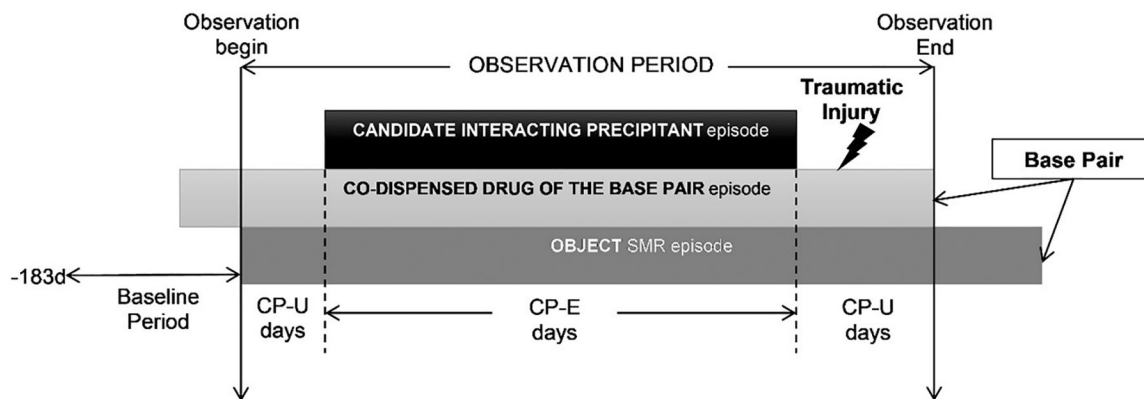 Observation
begin
Observation
End
OBSERVATION PERIOD
Traumatic
Injury
CANDIDATE INTERACTING PRECIPITANT episode
Base Pair
CO-DISPENSED DRUG OF THE BASE PAIR episode
OBJECT SMR episode
-183d
Baseline
Period
CP-U
days
CP-E
days
CP-U
days